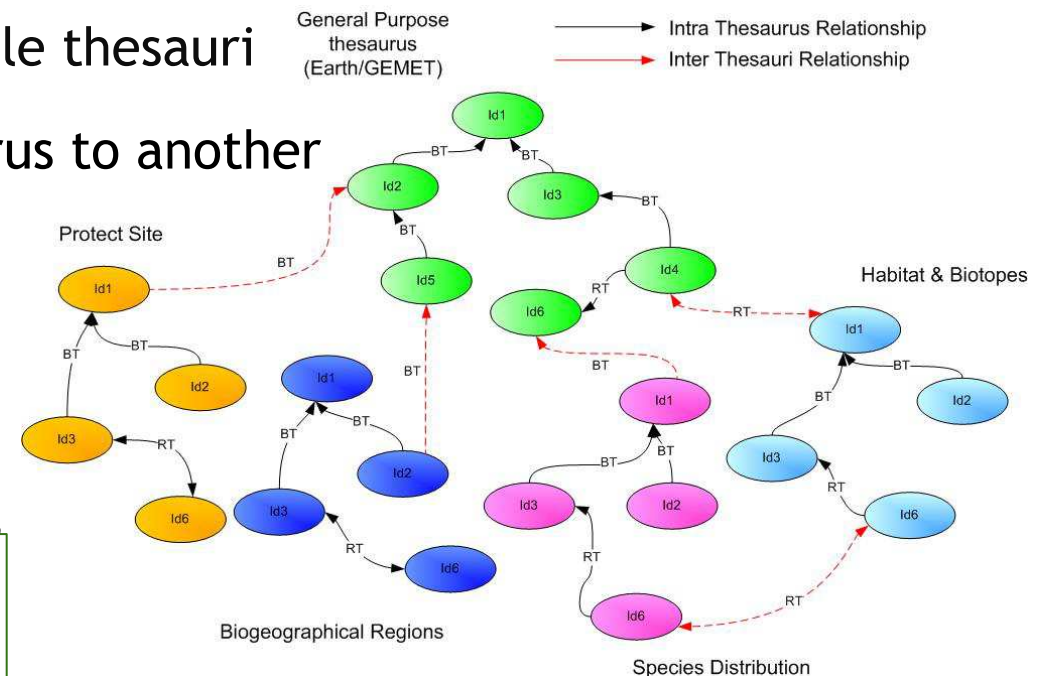 le thesauri
rus to another
General Purpose
thesaurus
(Earth/GEMET)
Intra Thesaurus Relationship
Inter Thesauri Relationship
Id1
BT
BT
Id2
Id3
BT
BT
Protect Site
BT
Id5
Id4
Habitat & Biotopes
Id1
RT
Id6
RT
Id1
BT
BT
BT
BT
BT
Id2
Id1
Id1
BT
Id2
Id3
BT
BT
BT
BT
Id3
RT
Id2
Id3
Id2
RT
Id6
Id3
Id6
RT
Id6
RT
RT
Id6
Biogeographical Regions
Species Distribution